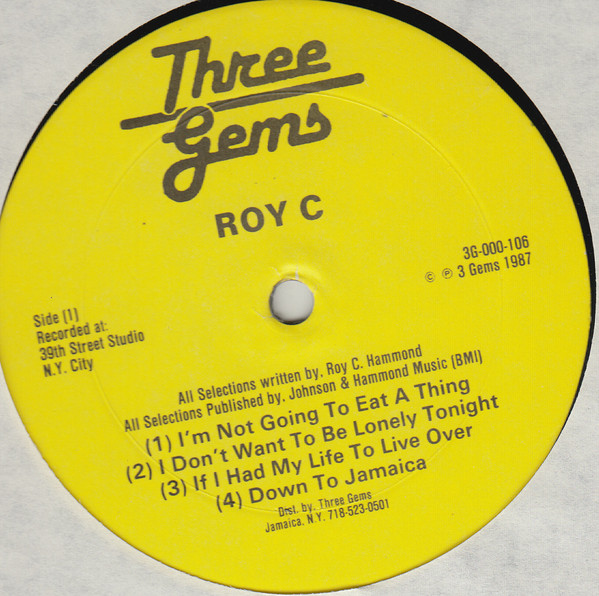 Three
Gems
ROY C
3G-000-106
© ℗ 3 Gems 1987
Side (1)
Recorded at:
39th Street Studio
N.Y. City
All Selections written by. Roy C. Hammond
All Selections Published by. Johnson & Hammond Music (BMI)
(1) I'm Not Going To Eat A Thing
(2) I Don't Want To Be Lonely Tonight
(3) If I Had My Life To Live Over
(4) Down To Jamaica
Dist. by. Three Gems
Jamaica, N.Y. 718-523-0501